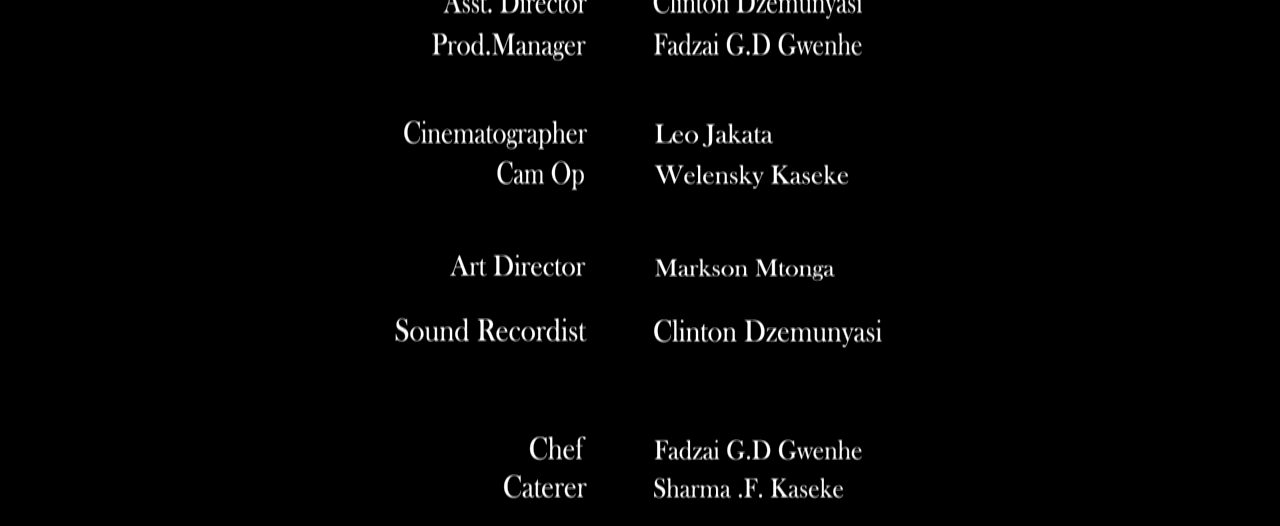 Asst. Director Clinton Dzemunyasi
Prod.Manager Fadzai G.D Gwenhe
Cinematographer Leo Jakata
Cam Op Welensky Kaseke
Art Director Markson Mtonga
Sound Recordist Clinton Dzemunyasi
Chef Fadzai G.D Gwenhe
Caterer Sharma .F. Kaseke